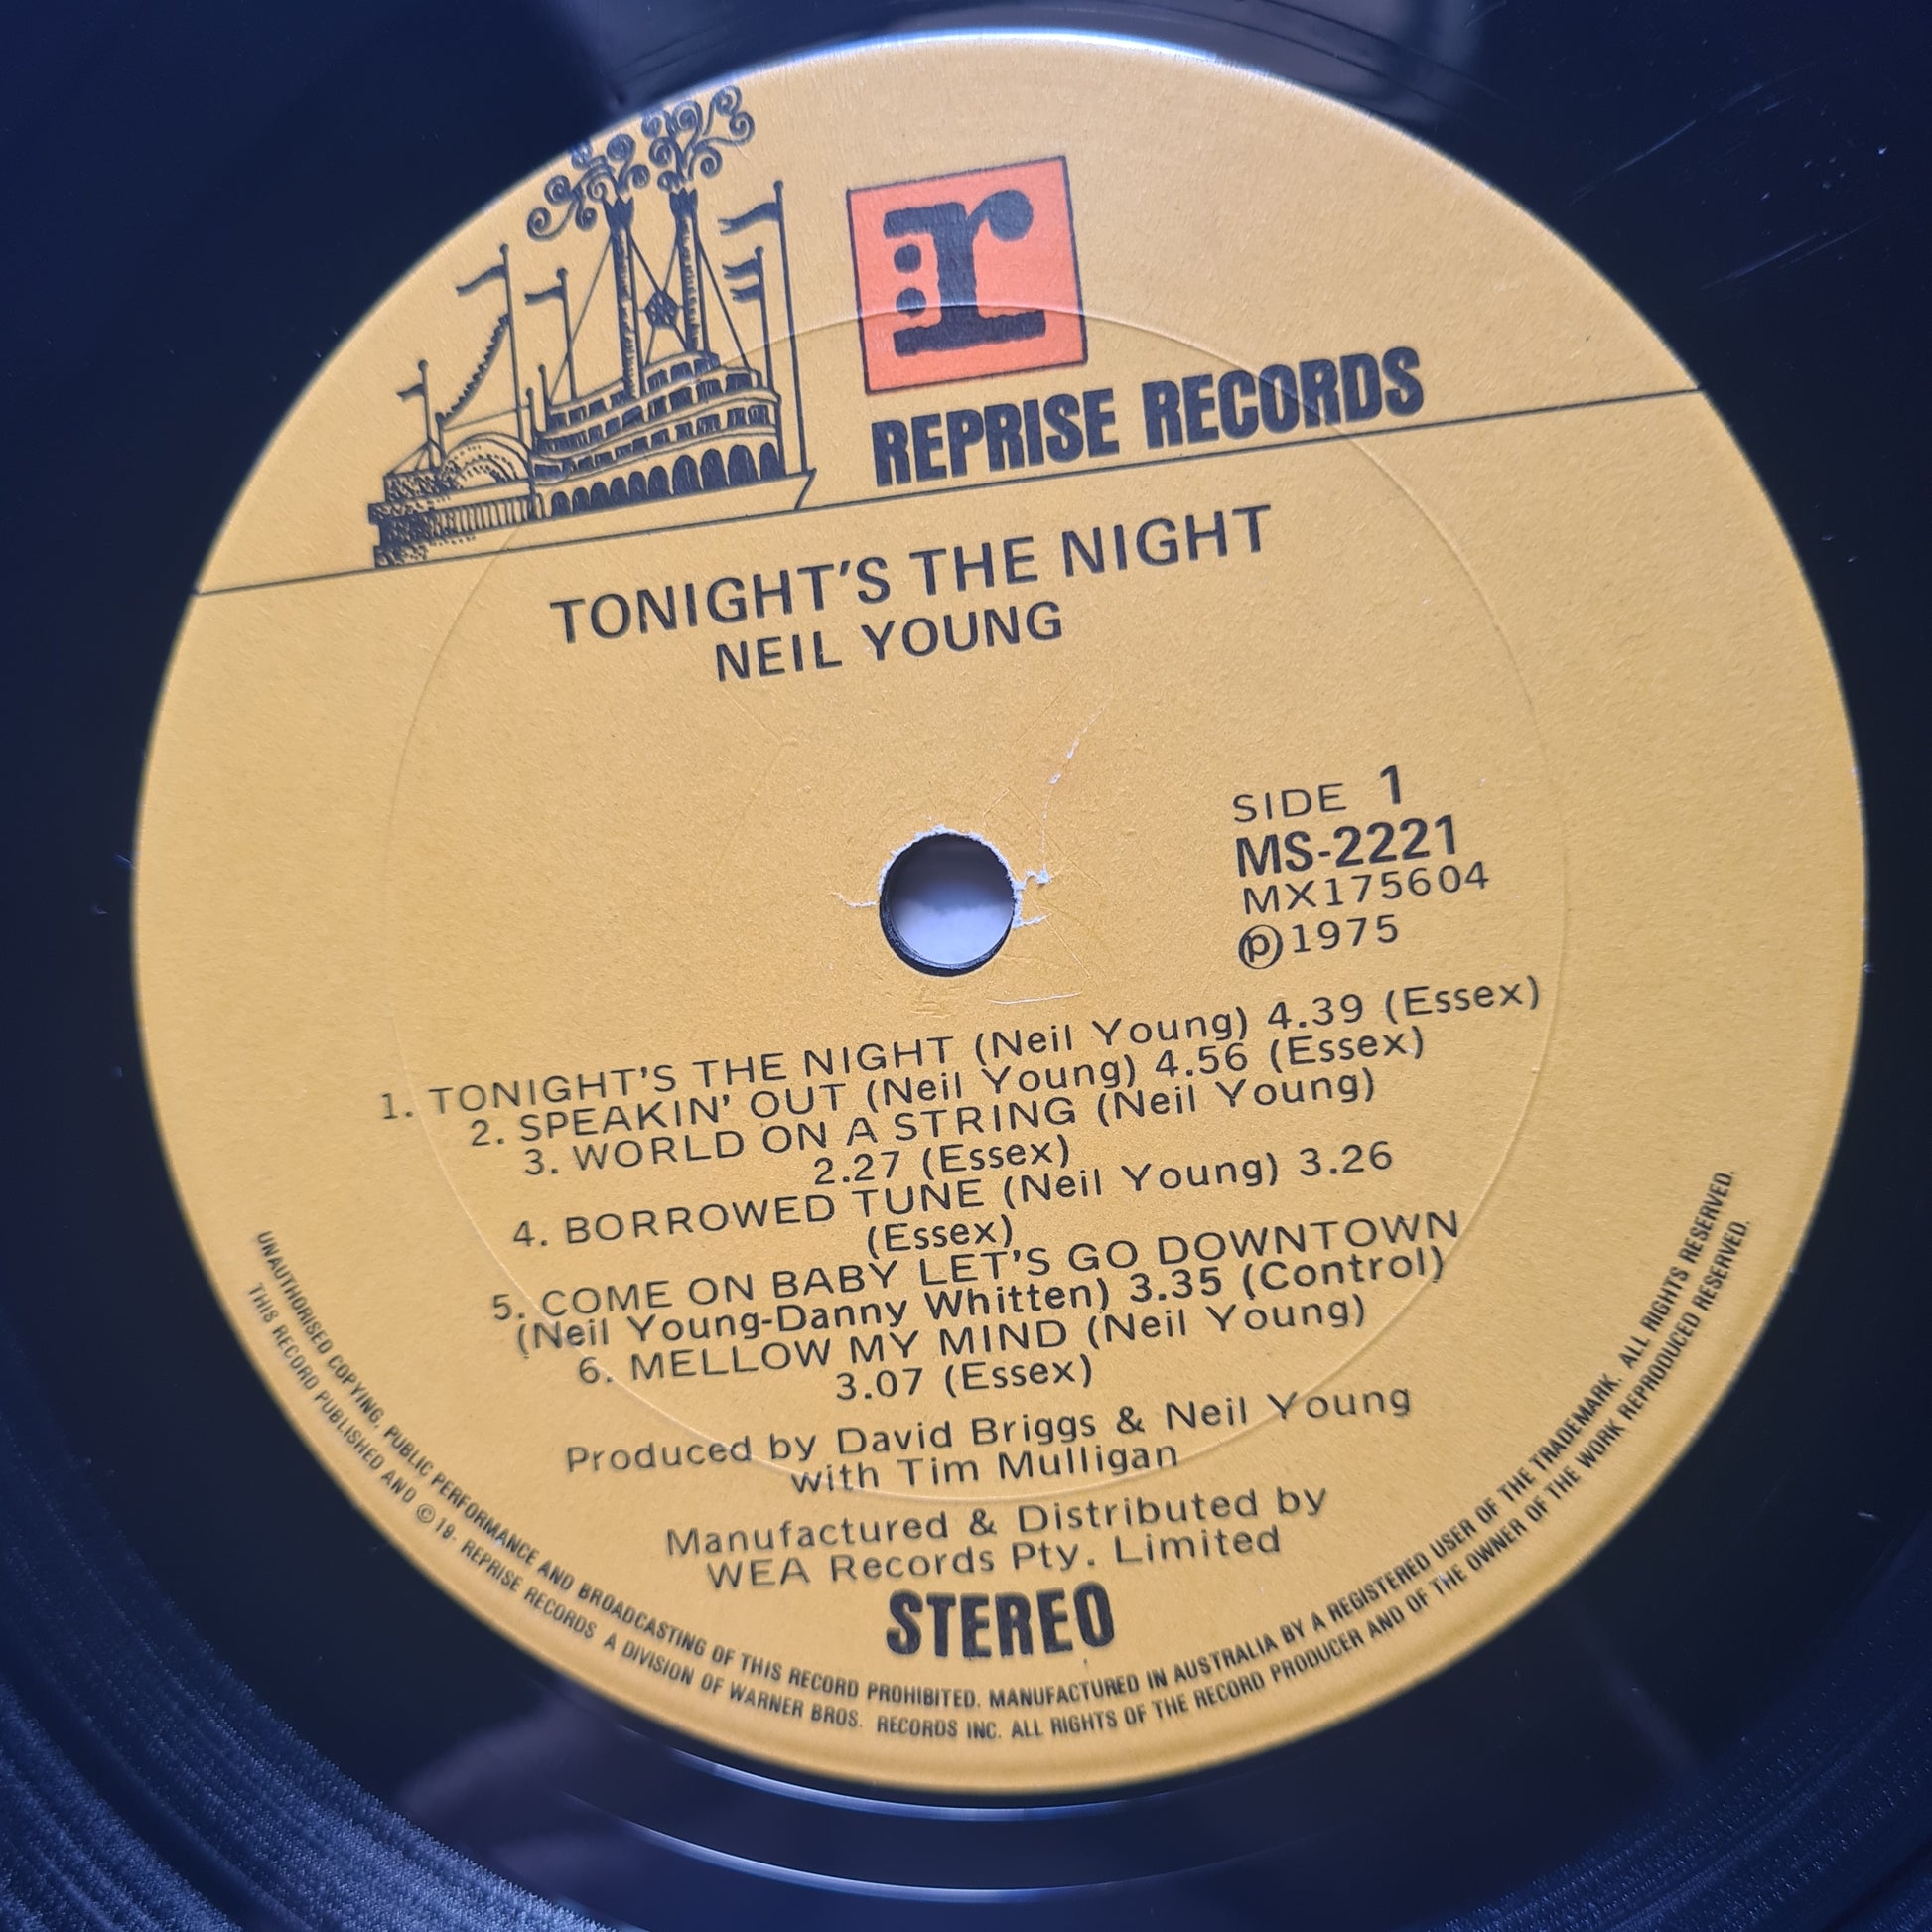 r:
REPRISE RECORDS
TONIGHT'S THE NIGHT
NEIL YOUNG
SIDE 1
MS-2221
MX175604
℗1975
1. TONIGHT'S THE NIGHT (Neil Young) 4.39 (Essex)
2. SPEAKIN' OUT (Neil Young) 4.56 (Essex)
3. WORLD ON A STRING (Neil Young)
2.27 (Essex)
4. BORROWED TUNE (Neil Young) 3.26
(Essex)
5. COME ON BABY LET'S GO DOWNTOWN
(Neil Young-Danny Whitten) 3.35 (Control)
6. MELLOW MY MIND (Neil Young)
3.07 (Essex)
Produced by David Briggs & Neil Young
with Tim Mulligan
Manufactured & Distributed by
WEA Records Pty. Limited
STEREO
UNAUTHORISED COPYING, PUBLIC PERFORMANCE AND BROADCASTING OF THIS RECORD PROHIBITED. MANUFACTURED IN AUSTRALIA BY A REGISTERED USER OF THE TRADEMARK. ALL RIGHTS RESERVED.
THIS RECORD PUBLISHED AND © 19- REPRISE RECORDS A DIVISION OF WARNER BROS. RECORDS INC. ALL RIGHTS OF THE RECORD PRODUCER AND OF THE OWNER OF THE WORK REPRODUCED RESERVED.